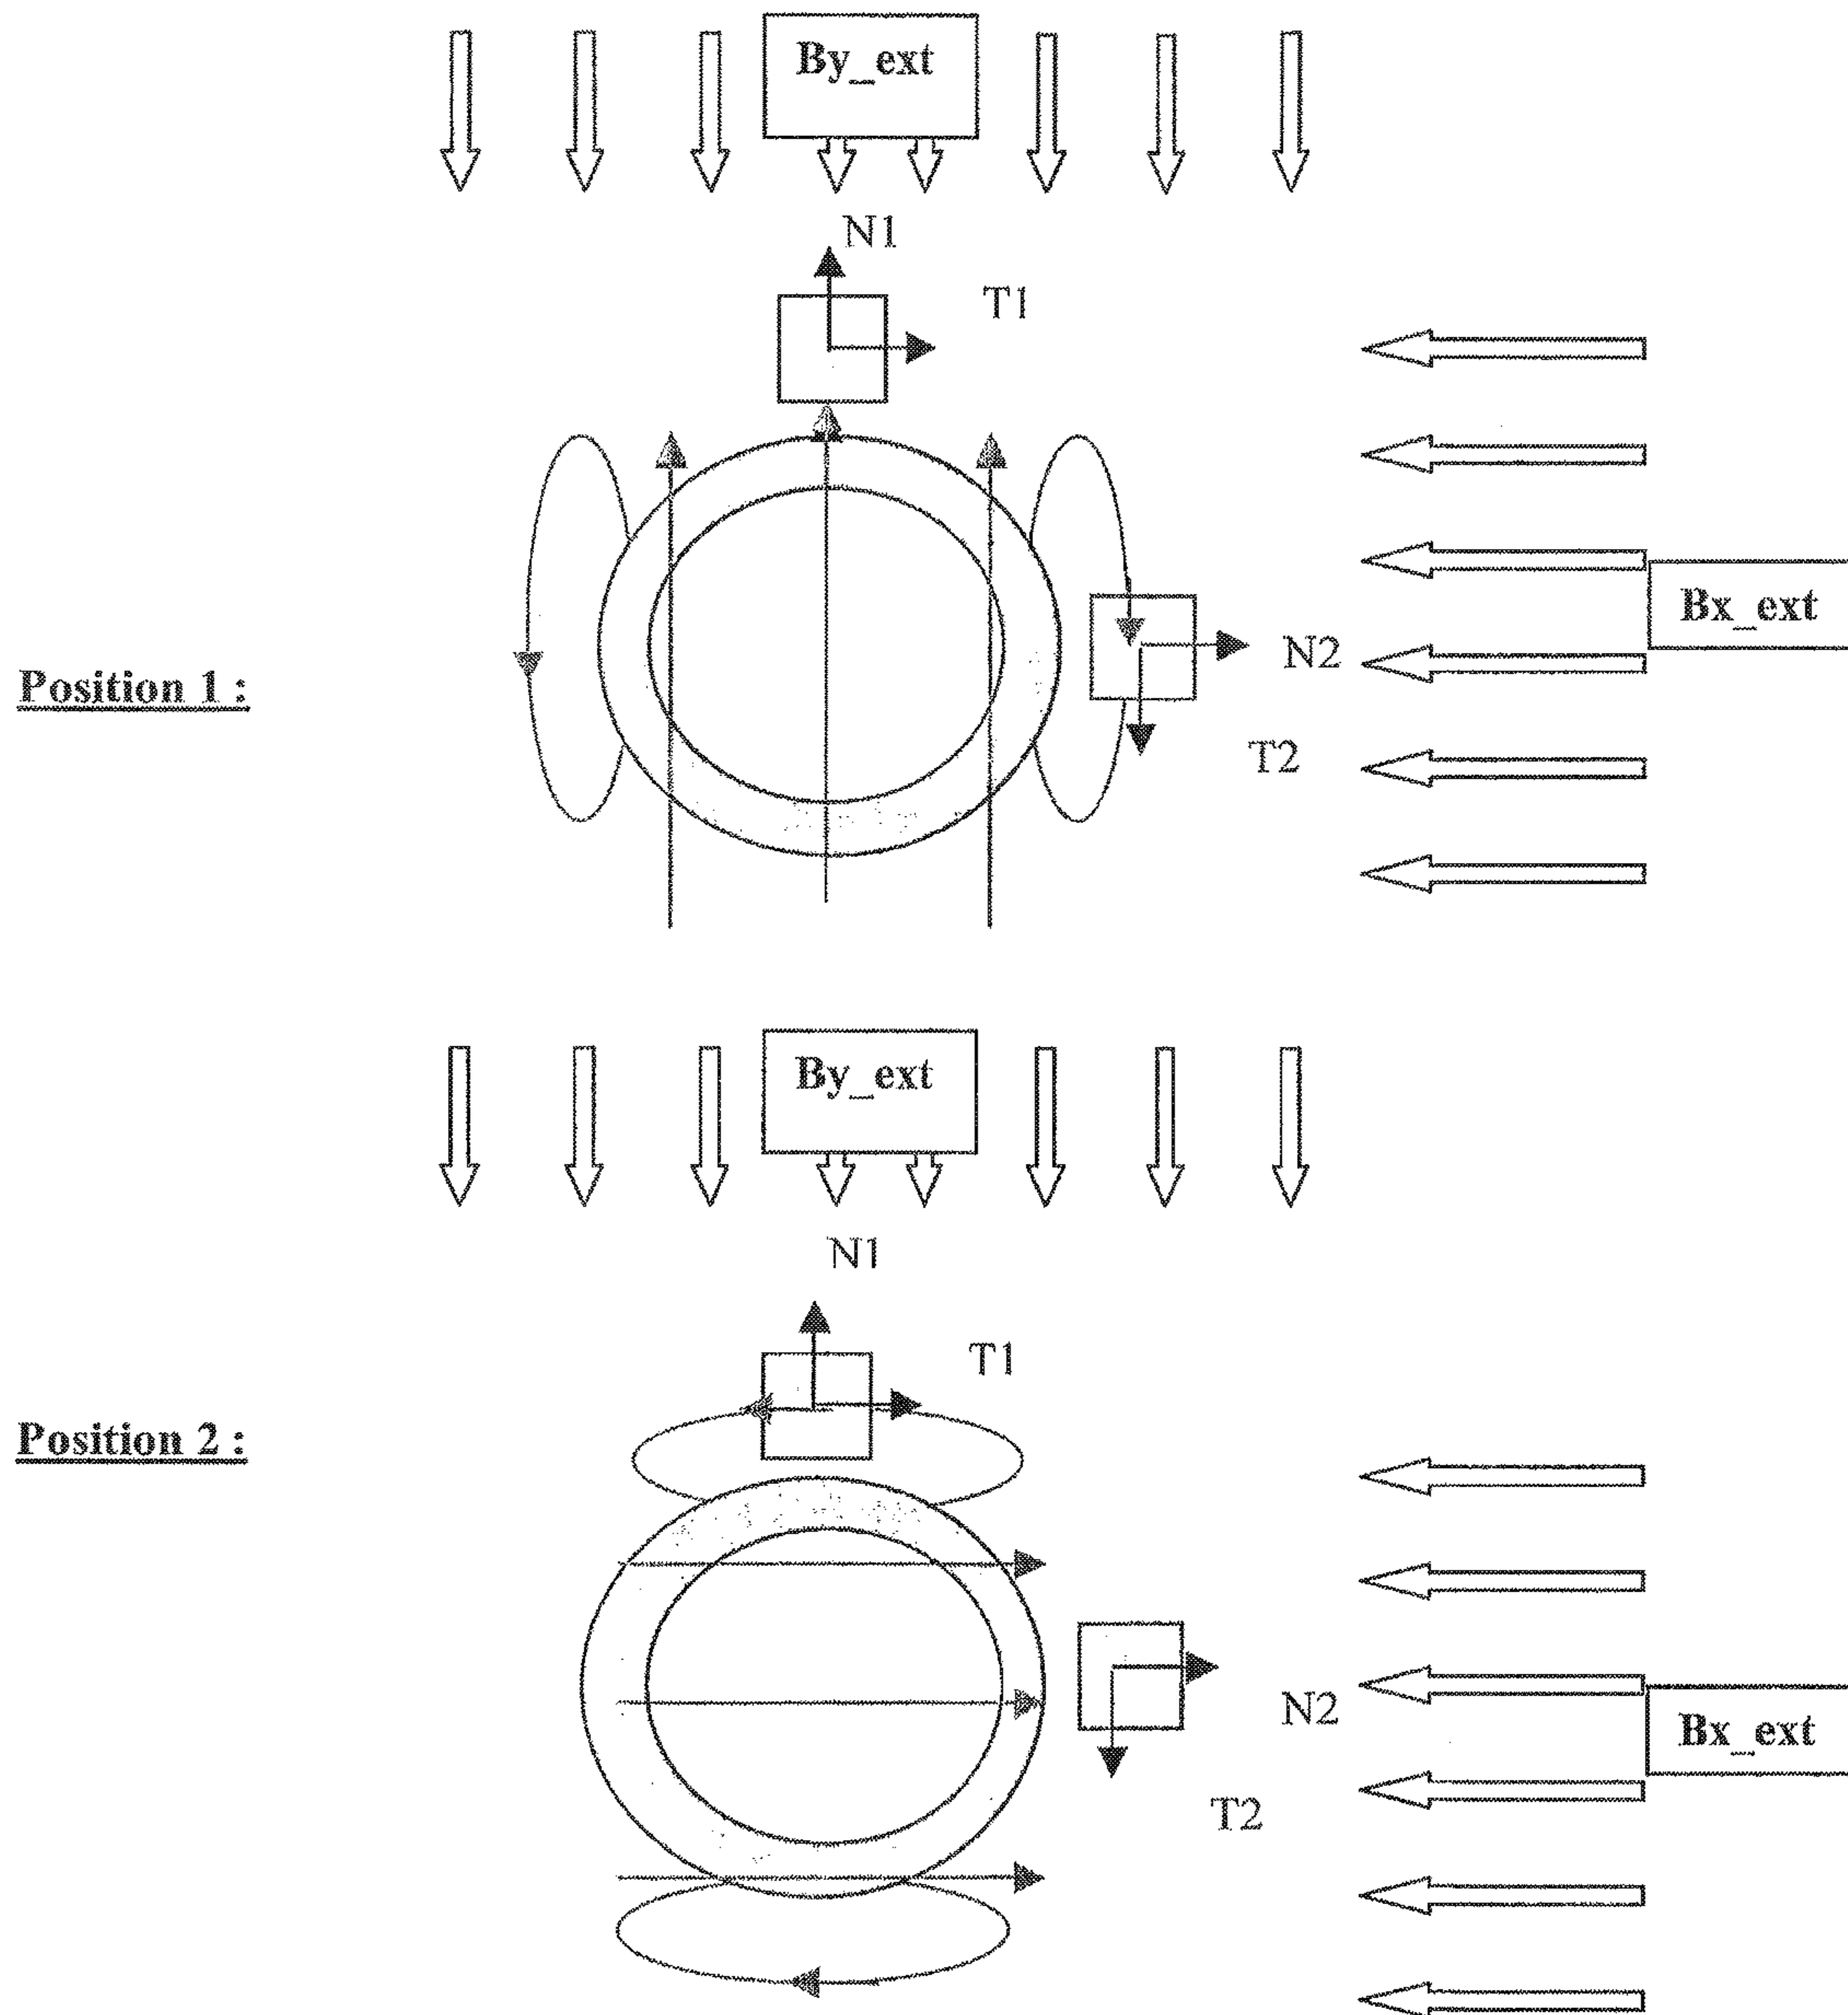 By_ext
N1
T1
Bx_ext
N2
Position 1 :
T2
By_ext
N1
T1
Position 2 :
N2
Bx_ext
T2